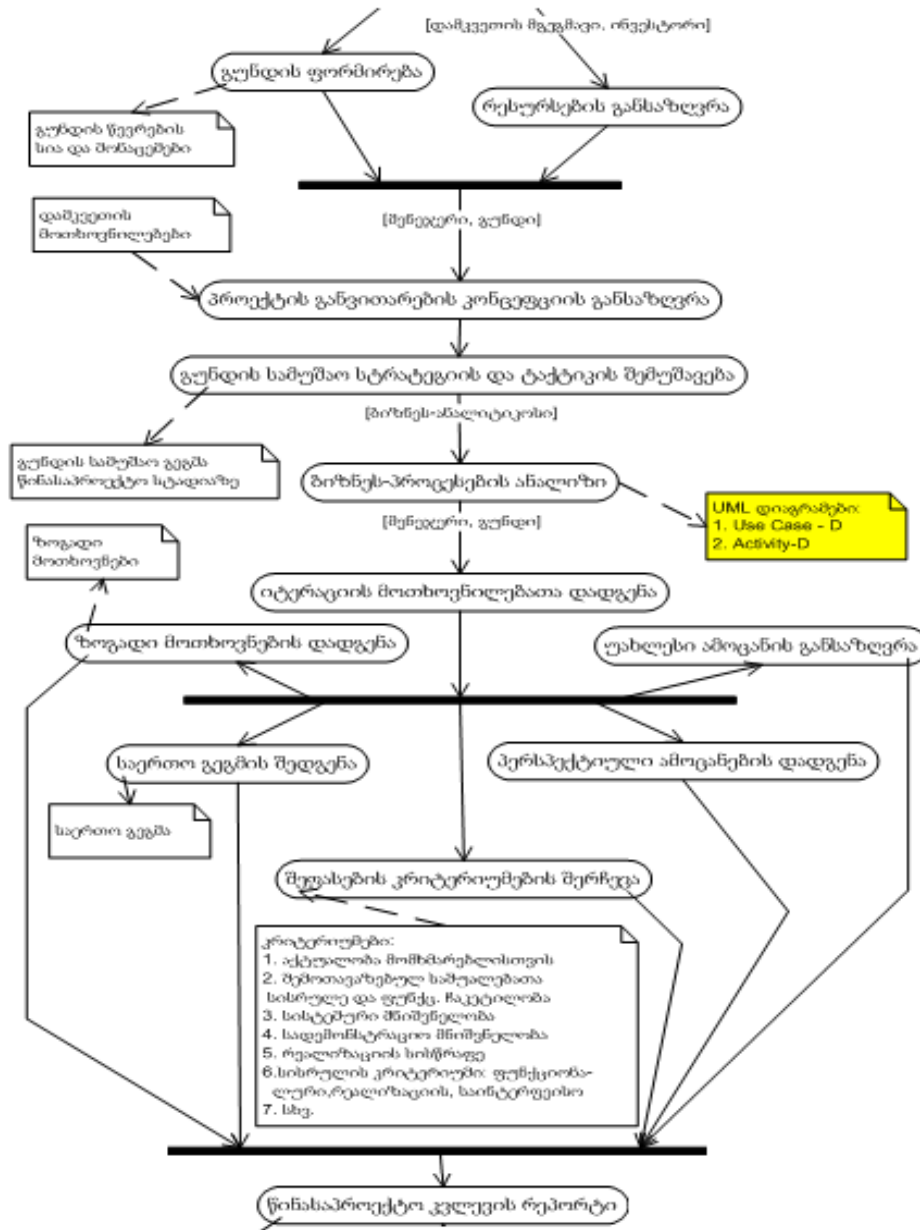 [დამკვეთის მგეგმავი, ინვესტორი]
გუნდის ფორმირება
რესურსების განსაზღვრა
გუნდის წევრების
სია და მონაცემები
[მენეჯერი, გუნდი]
დამკვეთის
მოთხოვნილებები
პროექტის განვითარების კონცეფციის განსაზღვრა
გუნდის სამუშაო სტრატეგიის და ტაქტიკის შემუშავება
[ბიზნეს-ანალიტიკოსი]
გუნდის სამუშაო გეგმა
წინასაპროექტო სტადიაზე
ბიზნეს-პროცესების ანალიზი
UML დიაგრამები:
1. Use Case - D
2. Activity-D
[მენეჯერი, გუნდი]
ზოგადი
მოთხოვნები
იტერაციის მოთხოვნილებათა დადგენა
ზოგადი მოთხოვნების დადგენა
უახლესი ამოცანის განსაზღვრა
საერთო გეგმის შედგენა
პერსპექტიული ამოცანების დადგენა
საერთო გეგმა
შეფასების კრიტერიუმების შერჩევა
კრიტერიუმები:
1. აქტუალობა მომხმარებლისთვის
2. შემოთავაზებულ საშუალებათა
სისრულე და ფუნქც. ჩაკეტილობა
3. სისტემური მნიშვნელობა
4. სადემონსტრაციო მნიშვნელობა
5. რეალიზაციის სისწრაფე
6.სისრულის კრიტერიუმი: ფუნქციონა-
ლური,რეალიზაციის, საინტერფეისო
7. სხვ.
წინასაპროექტო კვლევის რეპორტი